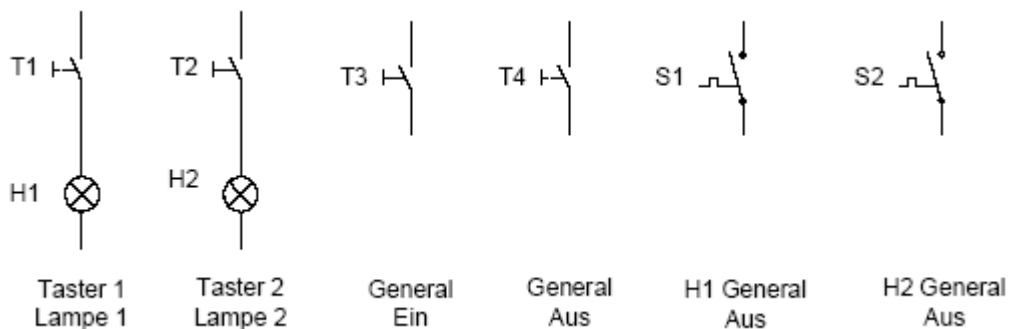 T1
T2
T3
T4
S1
S2
H1
H2
Taster 1
Lampe 1
Taster 2
Lampe 2
General
Ein
General
Aus
H1 General
Aus
H2 General
Aus